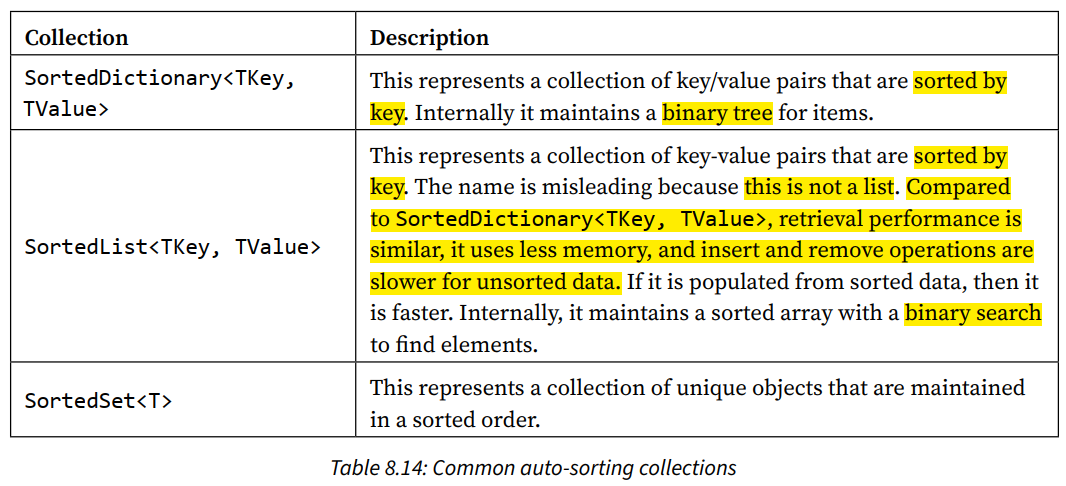 Collection Description
SortedDictionary<TKey,
TValue>
This represents a collection of key/value pairs that are sorted by
key. Internally it maintains a binary tree for items.
SortedList<TKey, TValue>
This represents a collection of key-value pairs that are sorted by
key. The name is misleading because this is not a list. Compared
to SortedDictionary<TKey, TValue>, retrieval performance is
similar, it uses less memory, and insert and remove operations are
slower for unsorted data. If it is populated from sorted data, then it
is faster. Internally, it maintains a sorted array with a binary search
to find elements.
SortedSet<T>
This represents a collection of unique objects that are maintained
in a sorted order.
Table 8.14: Common auto-sorting collections